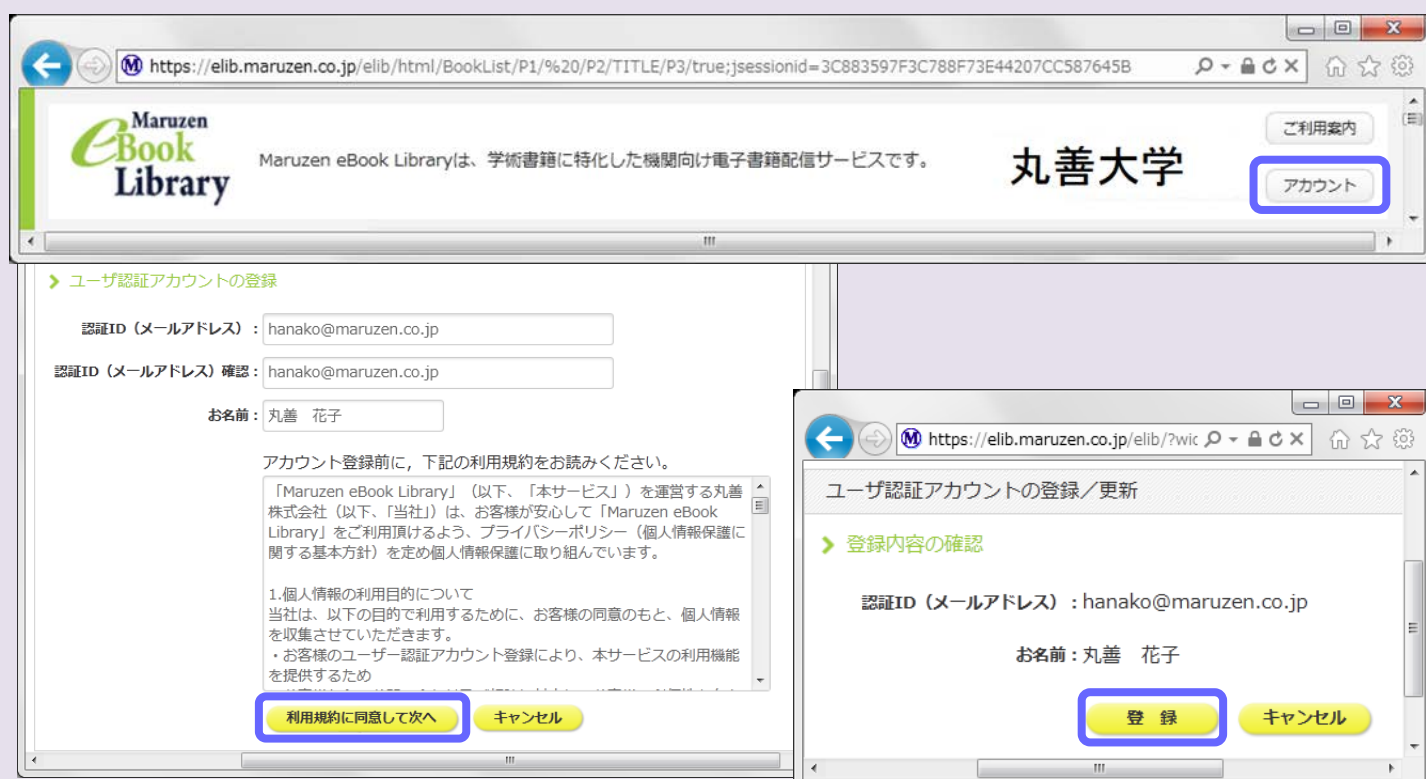 https://elib.maruzen.co.jp/elib/html/BookList/P1/%20/P2/TITLE/P3/true;jsessionid=3C883597F3C788F73E44207CC587645B
Maruzen
eBook
Library
Maruzen eBook Libraryは、学術書籍に特化した機関向け電子書籍配信サービスです。
丸善大学
ご利用案内
アカウント
ユーザ認証アカウントの登録
認証ID（メールアドレス）：hanako@maruzen.co.jp
認証ID（メールアドレス）確認：hanako@maruzen.co.jp
お名前：丸善　花子
アカウント登録前に，下記の利用規約をお読みください。
「Maruzen eBook Library」（以下、「本サービス」）を運営する丸善
株式会社（以下、「当社」）は、お客様が安心して「Maruzen eBook
Library」をご利用頂けるよう、プライバシーポリシー（個人情報保護に
関する基本方針）を定め個人情報保護に取り組んでいます。
1.個人情報の利用目的について
当社は、以下の目的で利用するために、お客様の同意のもと、個人情報
を収集させていただきます。
・お客様のユーザー認証アカウント登録により、本サービスの利用機能
を提供するため
利用規約に同意して次へ
キャンセル
https://elib.maruzen.co.jp/elib/?wic
ユーザ認証アカウントの登録／更新
登録内容の確認
認証ID（メールアドレス）：hanako@maruzen.co.jp
お名前：丸善　花子
登 録
キャンセル